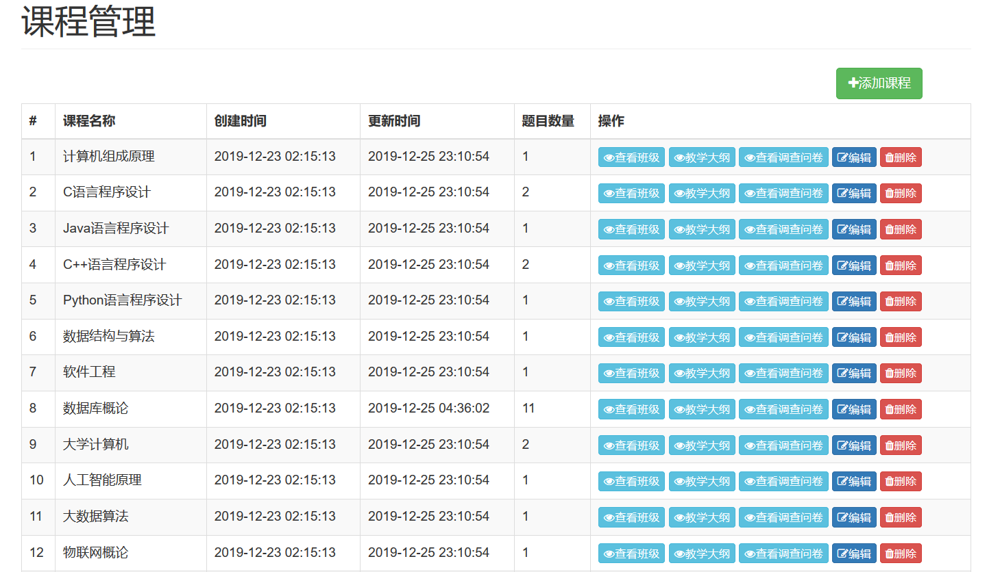 课程管理
添加课程
# 课程名称 创建时间 更新时间 题目数量 操作
1 计算机组成原理 2019-12-23 02:15:13 2019-12-25 23:10:54 1 查看班级 教学大纲 查看调查问卷 编辑 删除
2 C语言程序设计 2019-12-23 02:15:13 2019-12-25 23:10:54 2 查看班级 教学大纲 查看调查问卷 编辑 删除
3 Java语言程序设计 2019-12-23 02:15:13 2019-12-25 23:10:54 1 查看班级 教学大纲 查看调查问卷 编辑 删除
4 C++语言程序设计 2019-12-23 02:15:13 2019-12-25 23:10:54 2 查看班级 教学大纲 查看调查问卷 编辑 删除
5 Python语言程序设计 2019-12-23 02:15:13 2019-12-25 23:10:54 1 查看班级 教学大纲 查看调查问卷 编辑 删除
6 数据结构与算法 2019-12-23 02:15:13 2019-12-25 23:10:54 1 查看班级 教学大纲 查看调查问卷 编辑 删除
7 软件工程 2019-12-23 02:15:13 2019-12-25 23:10:54 1 查看班级 教学大纲 查看调查问卷 编辑 删除
8 数据库概论 2019-12-23 02:15:13 2019-12-25 04:36:02 11 查看班级 教学大纲 查看调查问卷 编辑 删除
9 大学计算机 2019-12-23 02:15:13 2019-12-25 23:10:54 2 查看班级 教学大纲 查看调查问卷 编辑 删除
10 人工智能原理 2019-12-23 02:15:13 2019-12-25 23:10:54 1 查看班级 教学大纲 查看调查问卷 编辑 删除
11 大数据算法 2019-12-23 02:15:13 2019-12-25 23:10:54 1 查看班级 教学大纲 查看调查问卷 编辑 删除
12 物联网概论 2019-12-23 02:15:13 2019-12-25 23:10:54 1 查看班级 教学大纲 查看调查问卷 编辑 删除